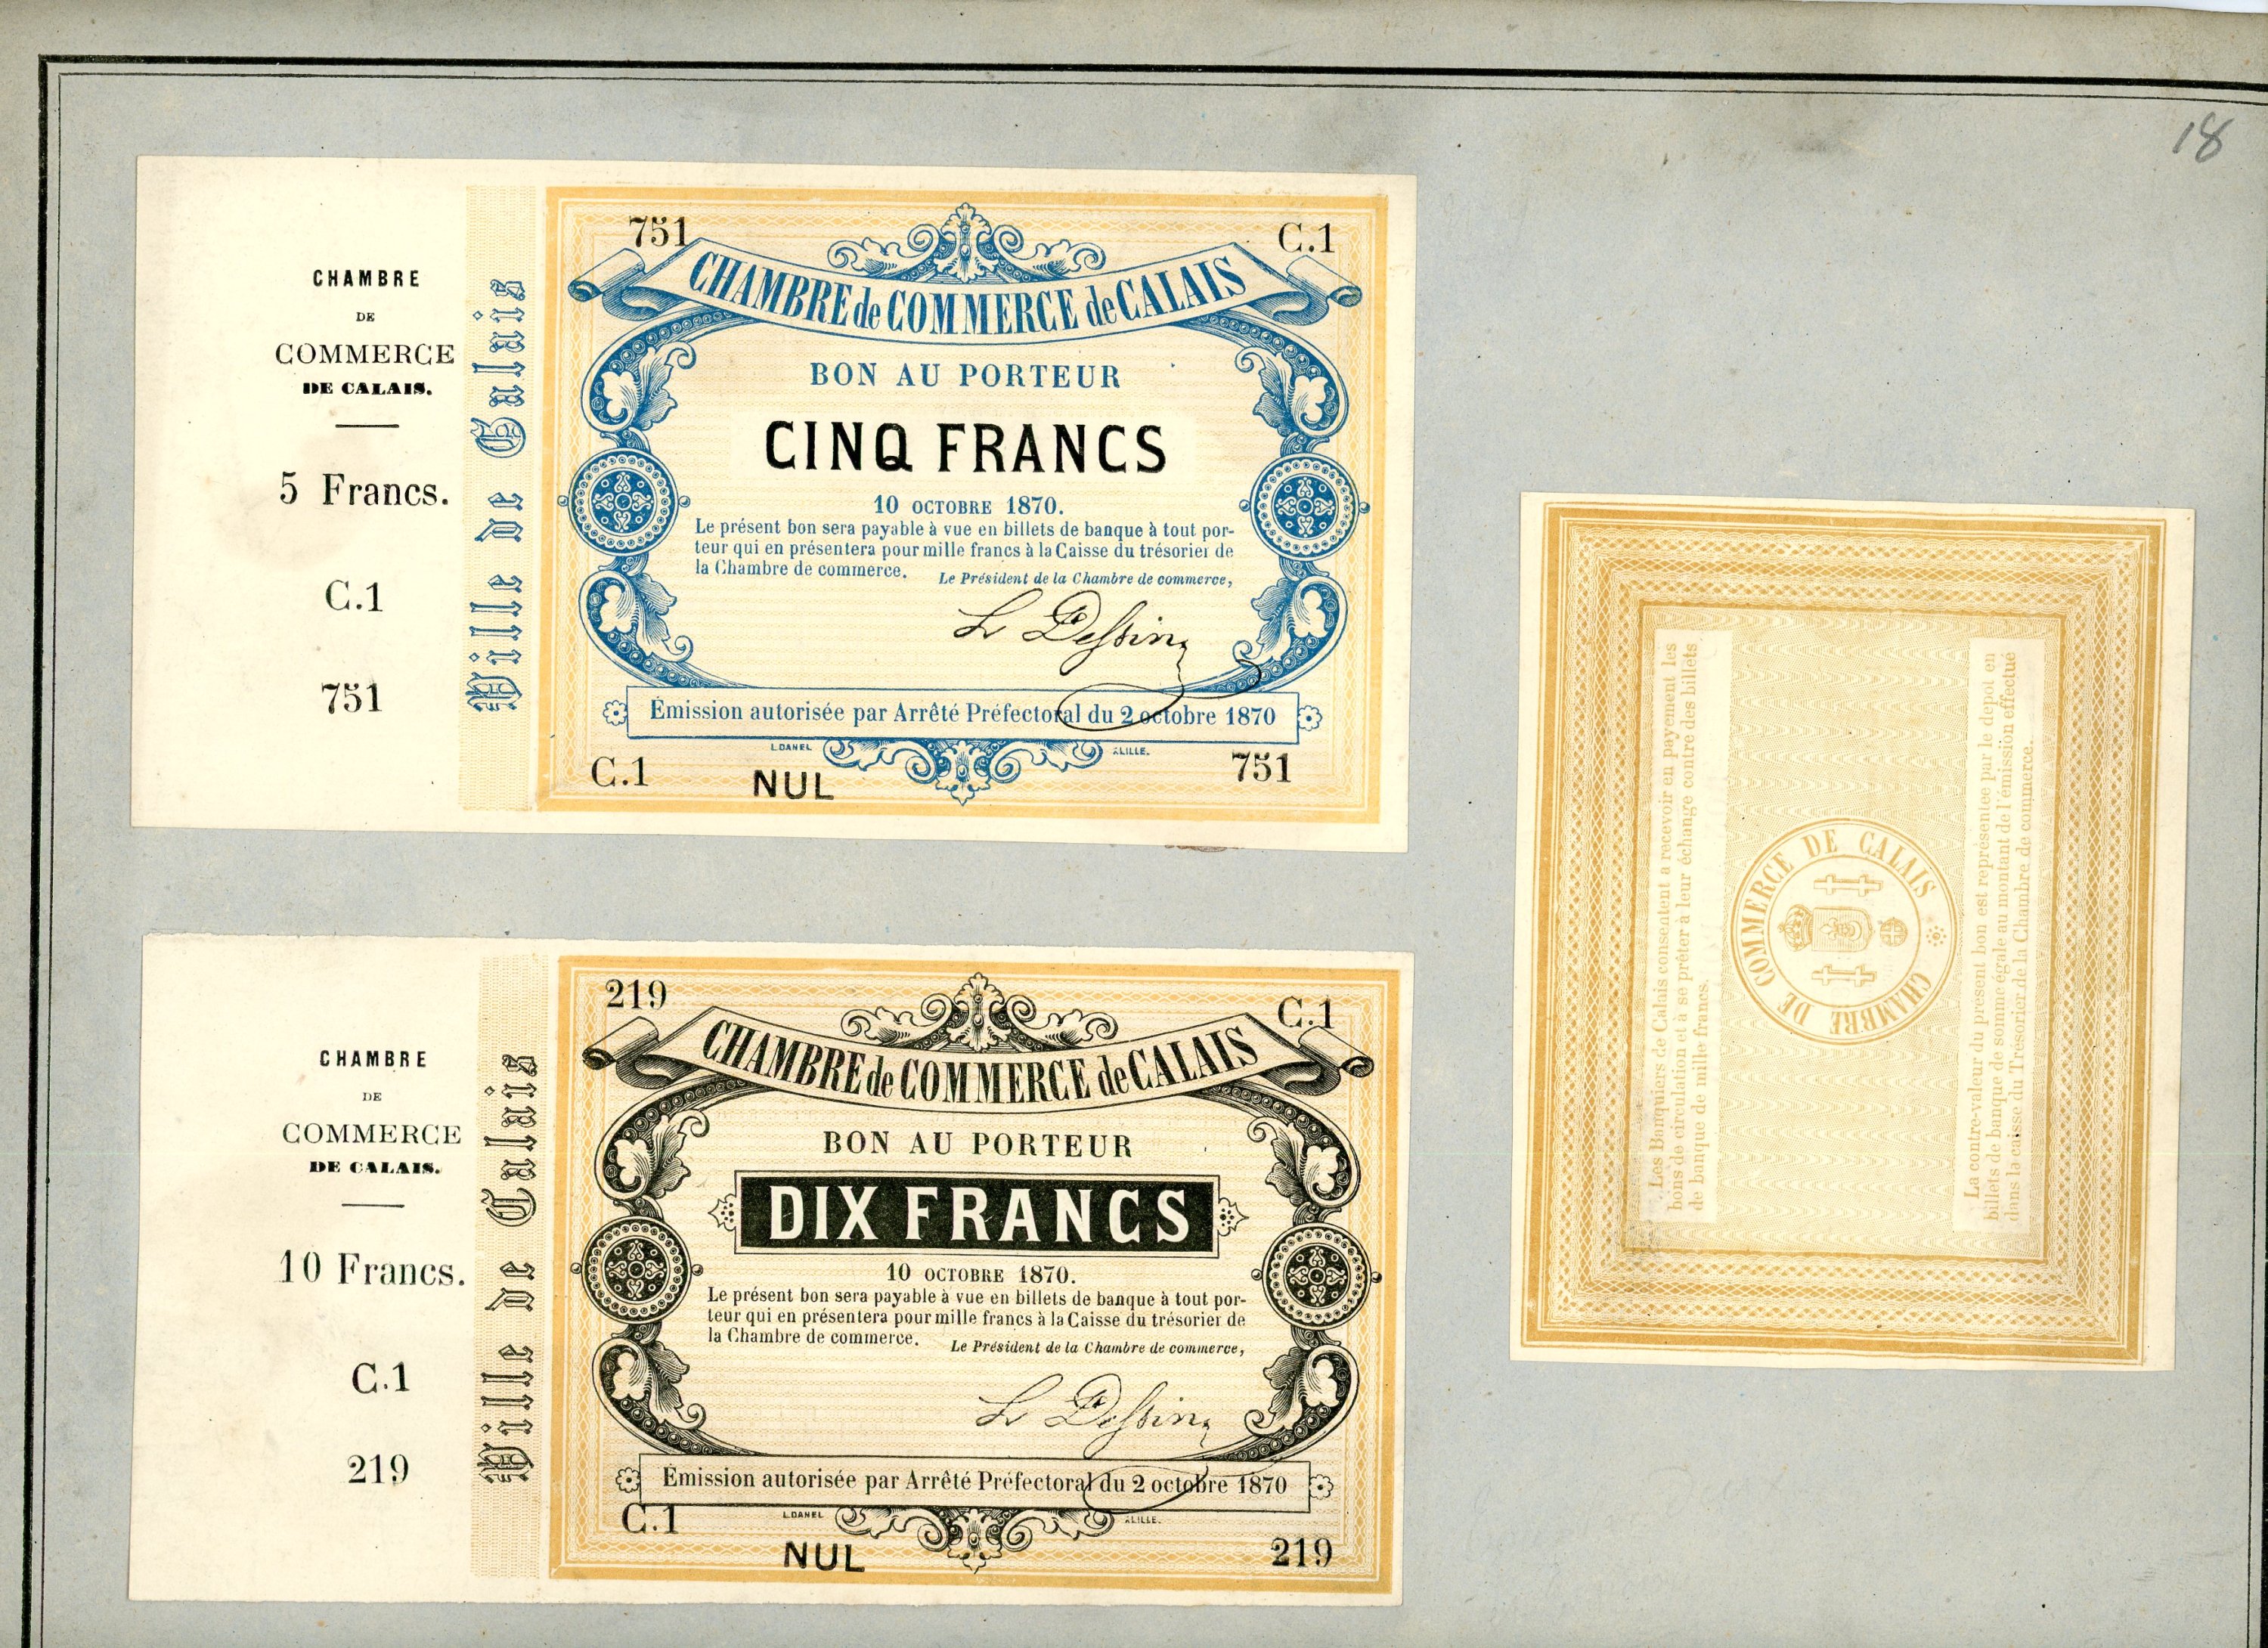 18
CHAMBRE
DE
COMMERCE
DE CALAIS.
5 Francs.
C.1
751
Ville de Calais
751
C.1
CHAMBRE de COMMERCE de CALAIS
BON AU PORTEUR
CINQ FRANCS
10 OCTOBRE 1870.
Le présent bon sera payable à vue en billets de banque à tout por-
teur qui en présentera pour mille francs à la Caisse du trésorier de
la Chambre de commerce.
Le Président de la Chambre de commerce,
L Dessin
Émission autorisée par Arrêté Préfectoral du 2 octobre 1870
L.DANEL
A LILLE.
C.1
NUL
751
CHAMBRE
DE
COMMERCE
DE CALAIS.
10 Francs.
C.1
219
Ville de Calais
219
C.1
CHAMBRE de COMMERCE de CALAIS
BON AU PORTEUR
DIX FRANCS
10 OCTOBRE 1870.
Le présent bon sera payable à vue en billets de banque à tout por-
teur qui en présentera pour mille francs à la Caisse du trésorier de
la Chambre de commerce.
Le Président de la Chambre de commerce,
L Dessin
Émission autorisée par Arrêté Préfectoral du 2 octobre 1870
L.DANEL
A LILLE.
C.1
NUL
219
Les Banquiers de Calais consentent a recevoir en payement les
bons de circulation et à se prêter à leur échange contre des billets
de banque de mille francs.
CHAMBRE DE COMMERCE DE CALAIS
La contre-valeur du présent bon est représentée par le dépôt en
billets de banque de somme égale au montant de l'émission effectue
dans la caisse du Trésorier de la Chambre de commerce.